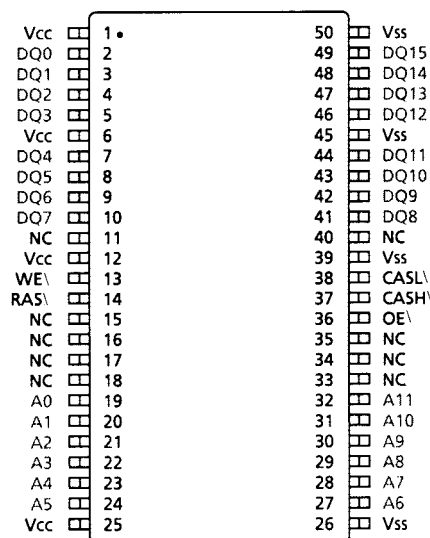 Vcc 1 50 Vss
DQ0 2 49 DQ15
DQ1 3 48 DQ14
DQ2 4 47 DQ13
DQ3 5 46 DQ12
Vcc 6 45 Vss
DQ4 7 44 DQ11
DQ5 8 43 DQ10
DQ6 9 42 DQ9
DQ7 10 41 DQ8
NC 11 40 NC
Vcc 12 39 Vss
WE\ 13 38 CASL\
RAS\ 14 37 CASH\
NC 15 36 OE\
NC 16 35 NC
NC 17 34 NC
NC 18 33 NC
A0 19 32 A11
A1 20 31 A10
A2 21 30 A9
A3 22 29 A8
A4 23 28 A7
A5 24 27 A6
Vcc 25 26 Vss